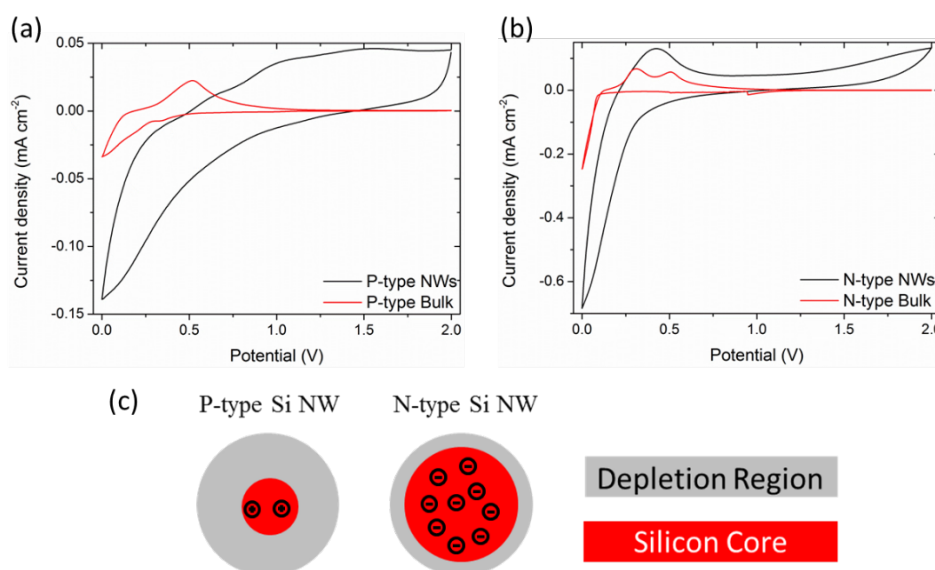 (a)
0.05
0.00
-0.05
-0.10
-0.15
Current density (mA cm⁻²)
P-type NWs
P-type Bulk
0.0 0.5 1.0 1.5 2.0
Potential (V)
(b)
0.0
-0.2
-0.4
-0.6
Current density (mA cm⁻²)
N-type NWs
N-type Bulk
0.0 0.5 1.0 1.5 2.0
Potential (V)
(c)
P-type Si NW
N-type Si NW
Depletion Region
Silicon Core